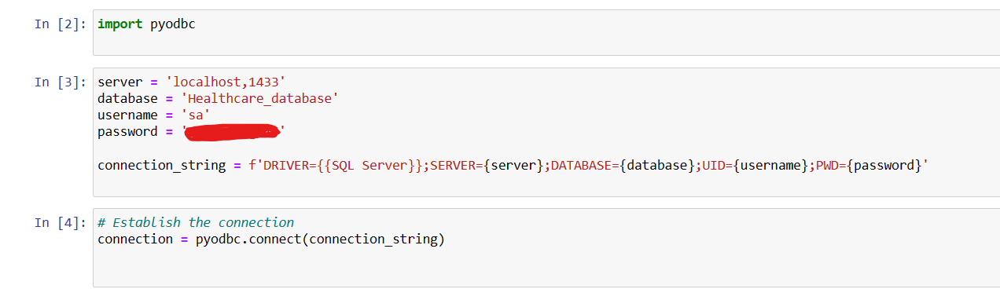 In [2]: import pyodbc
In [3]: server = 'localhost,1433'
database = 'Healthcare_database'
username = 'sa'
password = ' '
connection_string = f'DRIVER={{SQL Server}};SERVER={server};DATABASE={database};UID={username};PWD={password}'
In [4]: # Establish the connection
connection = pyodbc.connect(connection_string)